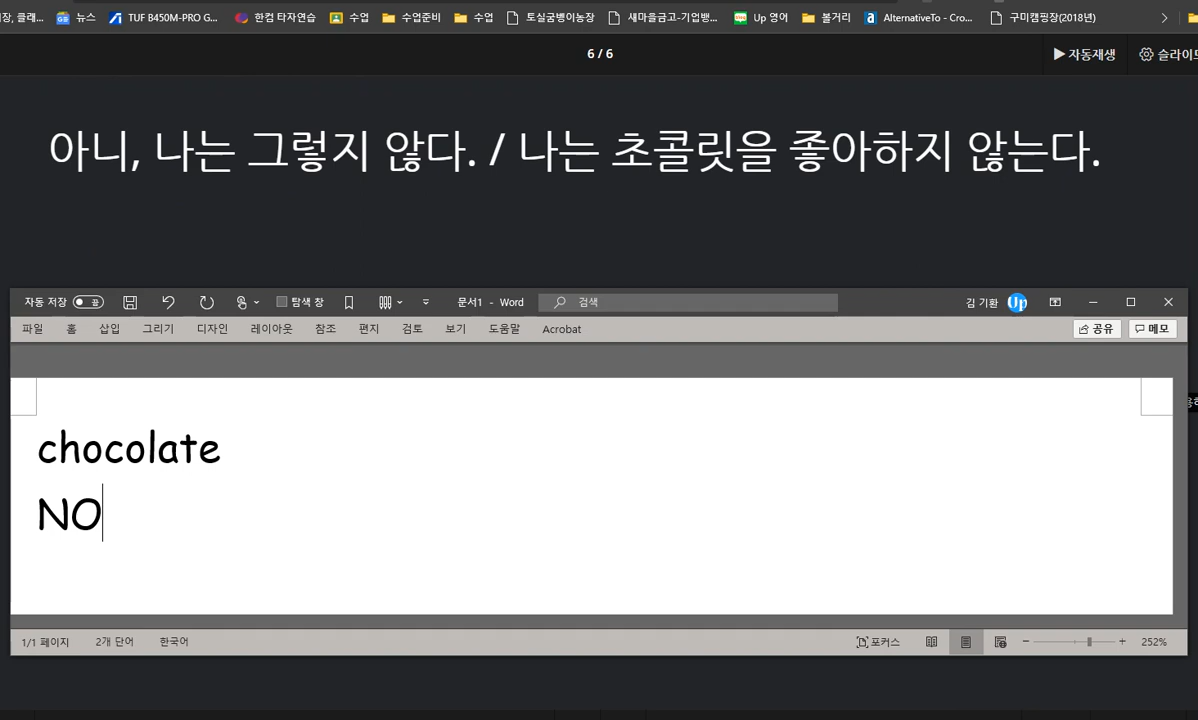 장, 클래... 뉴스 TUF B450M-PRO G... 한컴 타자연습 수업 수업준비 수업 토실굼벵이농장 새마을금고-기업뱅... Up 영어 볼거리 AlternativeTo - Cro... 구미캠핑장(2018년)
6 / 6 자동재생 슬라이드
아니, 나는 그렇지 않다. / 나는 초콜릿을 좋아하지 않는다.
자동 저장 끔 탐색 창 문서1 - Word 검색 김 기환 Up
파일 홈 삽입 그리기 디자인 레이아웃 참조 편지 검토 보기 도움말 Acrobat 공유 메모
chocolate
NO
1/1 페이지 2개 단어 한국어 포커스 252%